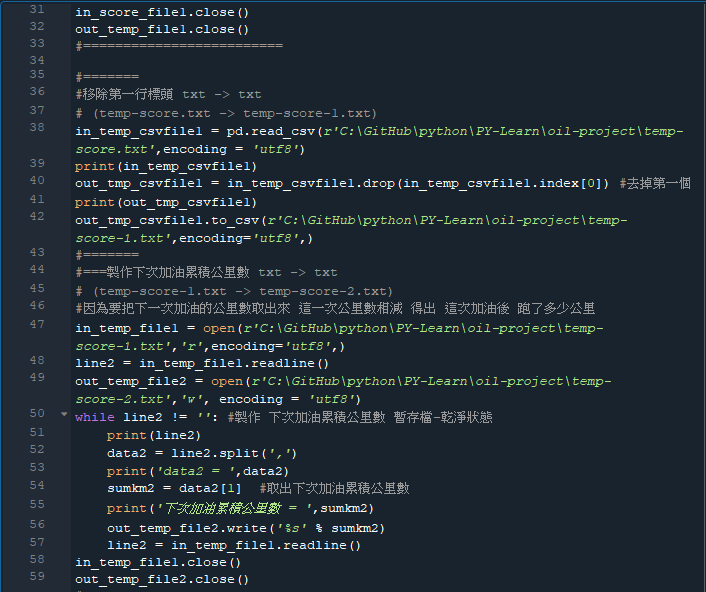 31 in_score_file1.close()
32 out_temp_file1.close()
33 #=========================
34
35 #=======
36 #移除第一行標頭 txt -> txt
37 # (temp-score.txt -> temp-score-1.txt)
38 in_temp_csvfile1 = pd.read_csv(r'C:\GitHub\python\PY-Learn\oil-project\temp-
score.txt',encoding = 'utf8')
39 print(in_temp_csvfile1)
40 out_tmp_csvfile1 = in_temp_csvfile1.drop(in_temp_csvfile1.index[0]) #去掉第一個
41 print(out_tmp_csvfile1)
42 out_tmp_csvfile1.to_csv(r'C:\GitHub\python\PY-Learn\oil-project\temp-
score-1.txt',encoding='utf8',)
43 #=======
44 #===製作下次加油累積公里數 txt -> txt
45 # (temp-score-1.txt -> temp-score-2.txt)
46 #因為要把下一次加油的公里數取出來 這一次公里數相減 得出 這次加油後 跑了多少公里
47 in_temp_file1 = open(r'C:\GitHub\python\PY-Learn\oil-project\temp-
score-1.txt','r',encoding='utf8',)
48 line2 = in_temp_file1.readline()
49 out_temp_file2 = open(r'C:\GitHub\python\PY-Learn\oil-project\temp-
score-2.txt','w', encoding = 'utf8')
50 while line2 != '': #製作 下次加油累積公里數 暫存檔-乾淨狀態
51 print(line2)
52 data2 = line2.split(',')
53 print('data2 = ',data2)
54 sumkm2 = data2[1] #取出下次加油累積公里數
55 print('下次加油累積公里數 = ',sumkm2)
56 out_temp_file2.write('%s' % sumkm2)
57 line2 = in_temp_file1.readline()
58 in_temp_file1.close()
59 out_temp_file2.close()